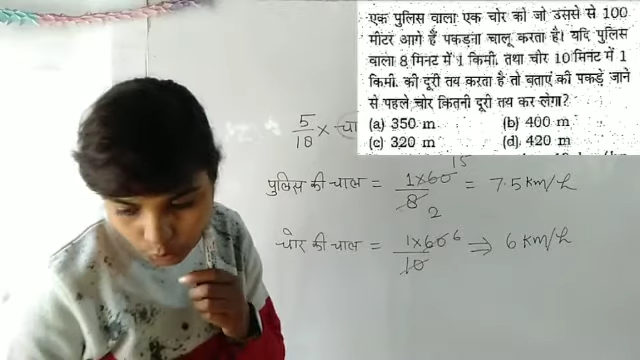 एक पुलिस वाला एक चोर को जो उससे से 100
मीटर आगे हैं पकड़ना चालू करता है। यदि पुलिस
वाला 8 मिनट में 1 किमी. तथा चोर 10 मिनट में 1
किमी. की दूरी तय करता है तो बताएं की पकड़े जाने
से पहले चोर कितनी दूरी तय कर लेगा?
(a) 350 m (b) 400 m
(c) 320 m (d) 420 m
5/18 × चा
पुलिस की चाल = 1×60/8 = 7.5 km/h
15
2
चोर की चाल = 1×60/10 ⇒ 6 km/h
6